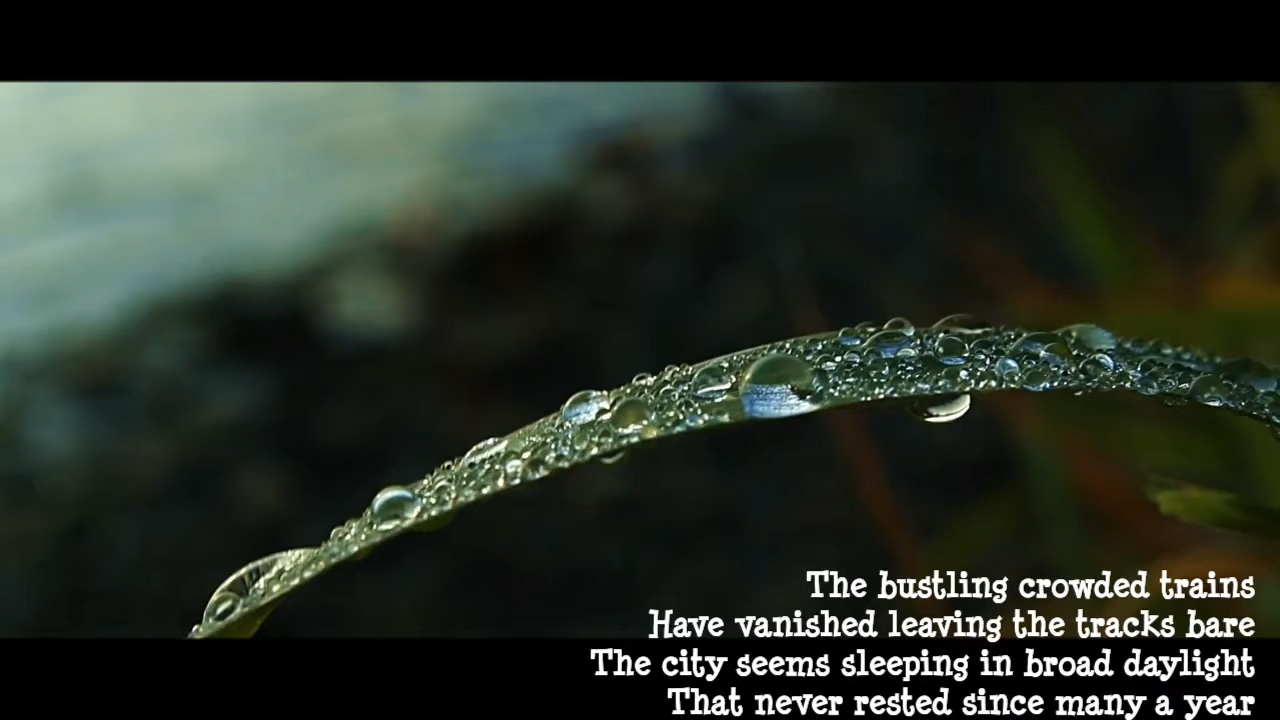 The bustling crowded trains
Have vanished leaving the tracks bare
The city seems sleeping in broad daylight
That never rested since many a year